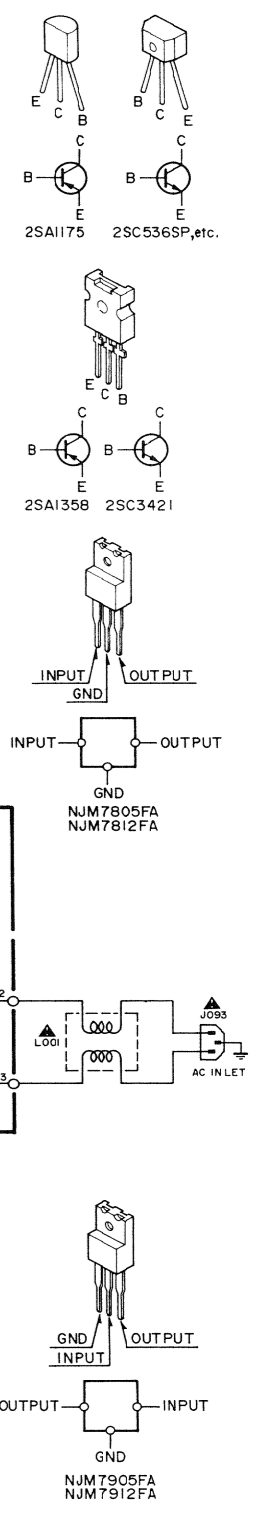 E C B B C E
C C
B B
E E
2SA1175 2SC536SP,etc.
E C B
C C
B B
E E
2SA1358 2SC3421
INPUT OUTPUT
GND
INPUT OUTPUT
GND
NJM7805FA
NJM7812FA
2
J093
L001
3
AC INLET
GND OUTPUT
INPUT
OUTPUT INPUT
GND
NJM7905FA
NJM7912FA